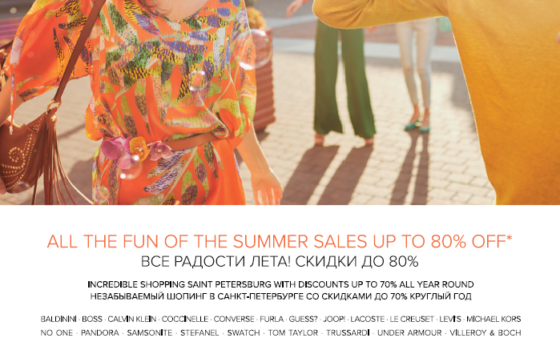 ALL THE FUN OF THE SUMMER SALES UP TO 80% OFF*
ВСЕ РАДОСТИ ЛЕТА! СКИДКИ ДО 80%
INCREDIBLE SHOPPING SAINT PETERSBURG WITH DISCOUNTS UP TO 70% ALL YEAR ROUND
НЕЗАБЫВАЕМЫЙ ШОПИНГ В САНКТ-ПЕТЕРБУРГЕ СО СКИДКАМИ ДО 70% КРУГЛЫЙ ГОД
BALDININI · BOSS · CALVIN KLEIN · COCCINELLE · CONVERSE · FURLA · GUESS? · JOOP! · LACOSTE · LE CREUSET · LEVI'S · MICHAEL KORS
NO ONE · PANDORA · SAMSONITE · STEFANEL · SWATCH · TOM TAYLOR · TRUSSARDI · UNDER ARMOUR · VILLEROY & BOCH